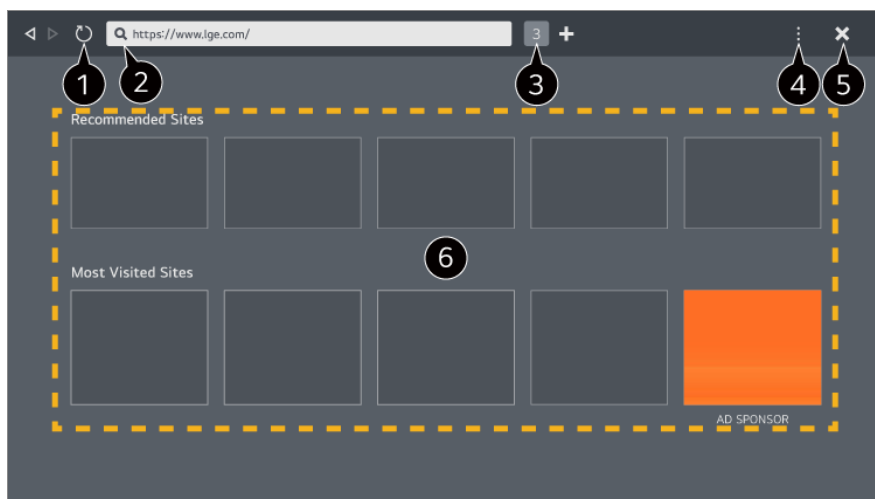 https://www.lge.com/ 3
1 2 3 4 5
Recommended Sites
6
Most Visited Sites
AD SPONSOR